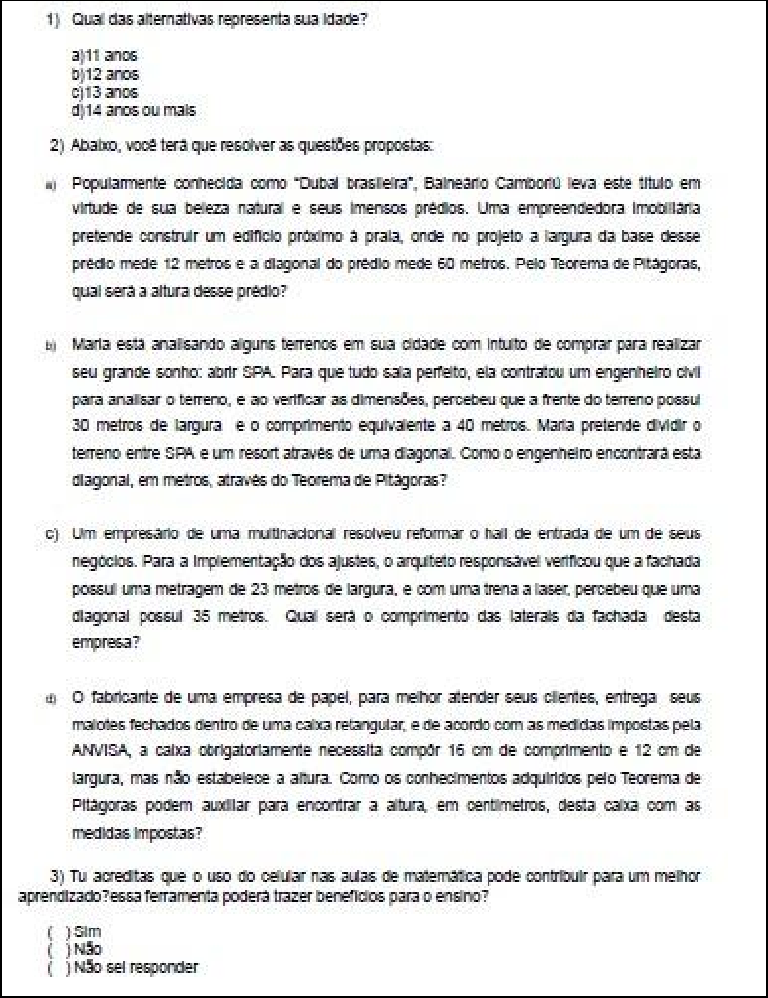 1) Qual das alternativas representa sua idade?
a)11 anos
b)12 anos
c)13 anos
d)14 anos ou mais
2) Abaixo, você terá que resolver as questões propostas:
a) Popularmente conhecida como “Dubai brasileira”, Balneário Camboriú leva este título em
virtude de sua beleza natural e seus imensos prédios. Uma empreendedora imobiliária
pretende construir um edifício próximo à praia, onde no projeto a largura da base desse
prédio mede 12 metros e a diagonal do prédio mede 60 metros. Pelo Teorema de Pitágoras,
qual será a altura desse prédio?
b) Maria está analisando alguns terrenos em sua cidade com intuito de comprar para realizar
seu grande sonho: abrir SPA. Para que tudo saia perfeito, ela contratou um engenheiro civil
para analisar o terreno, e ao verificar as dimensões, percebeu que a frente do terreno possui
30 metros de largura e o comprimento equivalente a 40 metros. Maria pretende dividir o
terreno entre SPA e um resort através de uma diagonal. Como o engenheiro encontrará esta
diagonal, em metros, através do Teorema de Pitágoras?
c) Um empresário de uma multinacional resolveu reformar o hall de entrada de um de seus
negócios. Para a implementação dos ajustes, o arquiteto responsável verificou que a fachada
possui uma metragem de 23 metros de largura, e com uma trena a laser, percebeu que uma
diagonal possui 35 metros. Qual será o comprimento das laterais da fachada desta
empresa?
d) O fabricante de uma empresa de papel, para melhor atender seus clientes, entrega seus
malotes fechados dentro de uma caixa retangular, e de acordo com as medidas impostas pela
ANVISA, a caixa obrigatoriamente necessita compôr 16 cm de comprimento e 12 cm de
largura, mas não estabelece a altura. Como os conhecimentos adquiridos pelo Teorema de
Pitágoras podem auxiliar para encontrar a altura, em centímetros, desta caixa com as
medidas impostas?
3) Tu acreditas que o uso do celular nas aulas de matemática pode contribuir para um melhor
aprendizado?essa ferramenta poderá trazer benefícios para o ensino?
( ) Sim
( ) Não
( ) Não sei responder